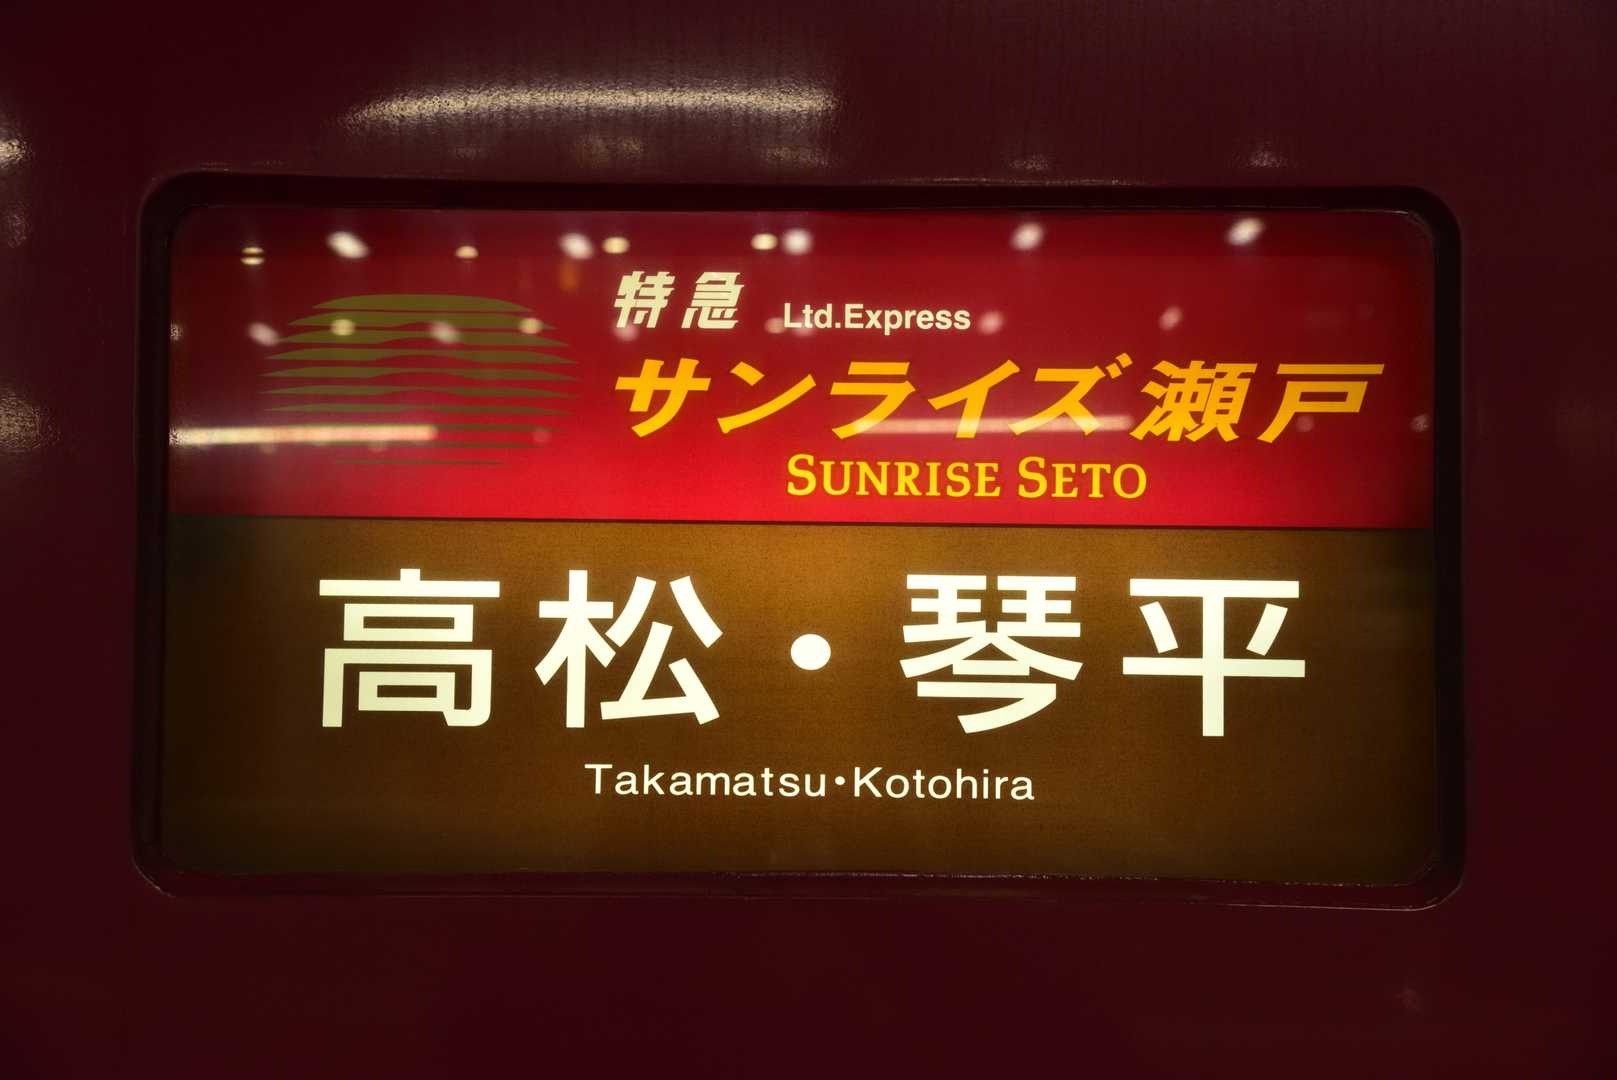 特急 Ltd.Express
サンライズ瀬戸
SUNRISE SETO
高松・琴平
Takamatsu・Kotohira